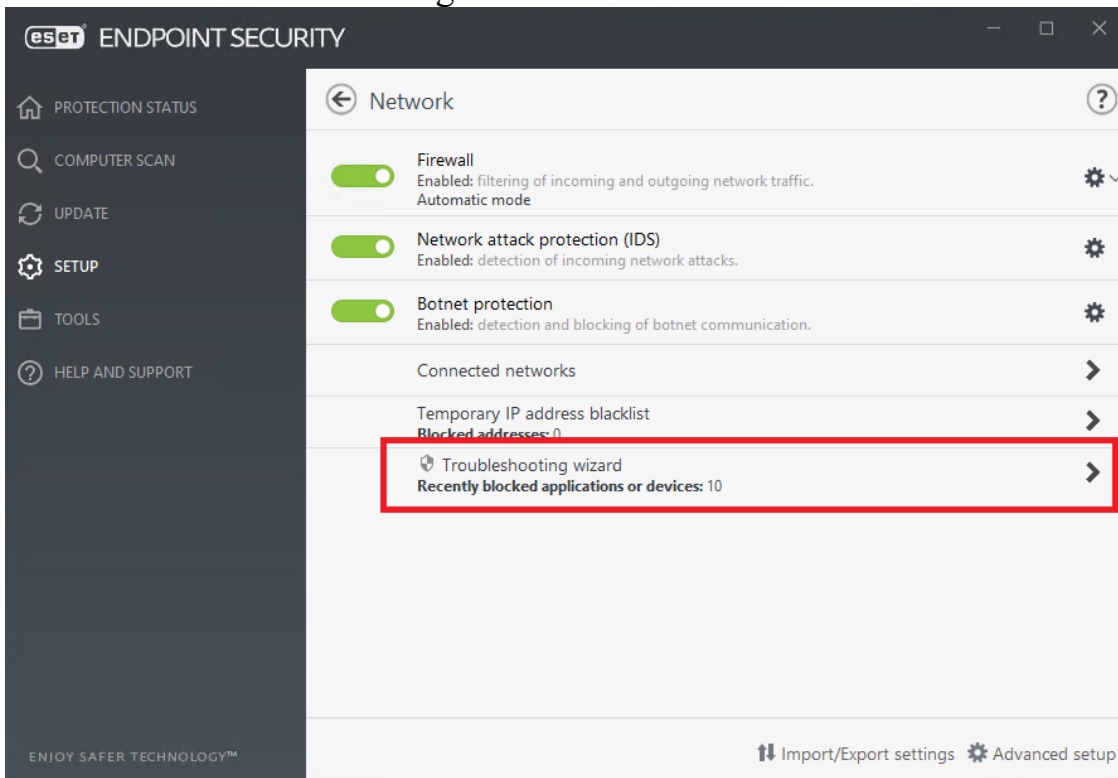 eset ENDPOINT SECURITY
PROTECTION STATUS
COMPUTER SCAN
UPDATE
SETUP
TOOLS
HELP AND SUPPORT
ENJOY SAFER TECHNOLOGY™
Network
?
Firewall
Enabled: filtering of incoming and outgoing network traffic.
Automatic mode
Network attack protection (IDS)
Enabled: detection of incoming network attacks.
Botnet protection
Enabled: detection and blocking of botnet communication.
Connected networks
Temporary IP address blacklist
Blocked addresses: 0
Troubleshooting wizard
Recently blocked applications or devices: 10
Import/Export settings Advanced setup